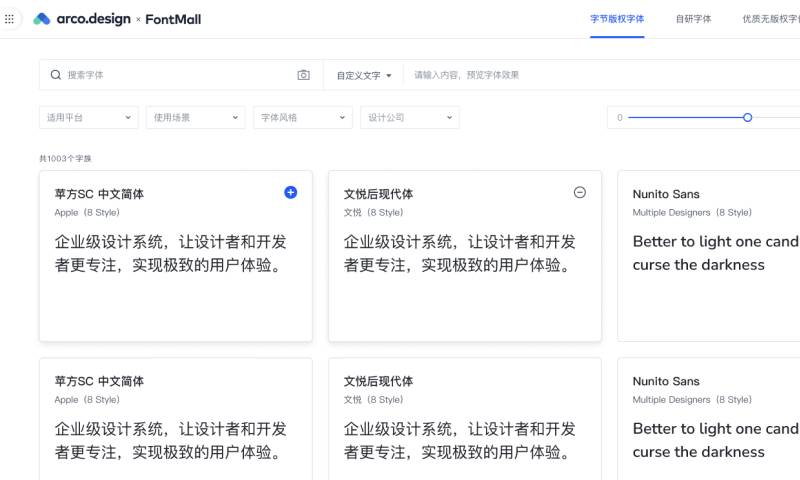 arco.design × FontMall
字节版权字体
自研字体
优质无版权字
搜索字体
自定义文字
请输入内容，预览字体效果
适用平台
使用场景
字体风格
设计公司
0
共1003个字族
苹方SC 中文简体
Apple（8 Style）
企业级设计系统，让设计者和开发
者更专注，实现极致的用户体验。
文悦后现代体
文悦（8 Style）
企业级设计系统，让设计者和开发
者更专注，实现极致的用户体验。
Nunito Sans
Multiple Designers（8 Style）
Better to light one cand
curse the darkness
苹方SC 中文简体
Apple（8 Style）
企业级设计系统，让设计者和开发
者更专注，实现极致的用户体验。
文悦后现代体
文悦（8 Style）
企业级设计系统，让设计者和开发
者更专注，实现极致的用户体验。
Nunito Sans
Multiple Designers（8 Style）
Better to light one cand
curse the darkness